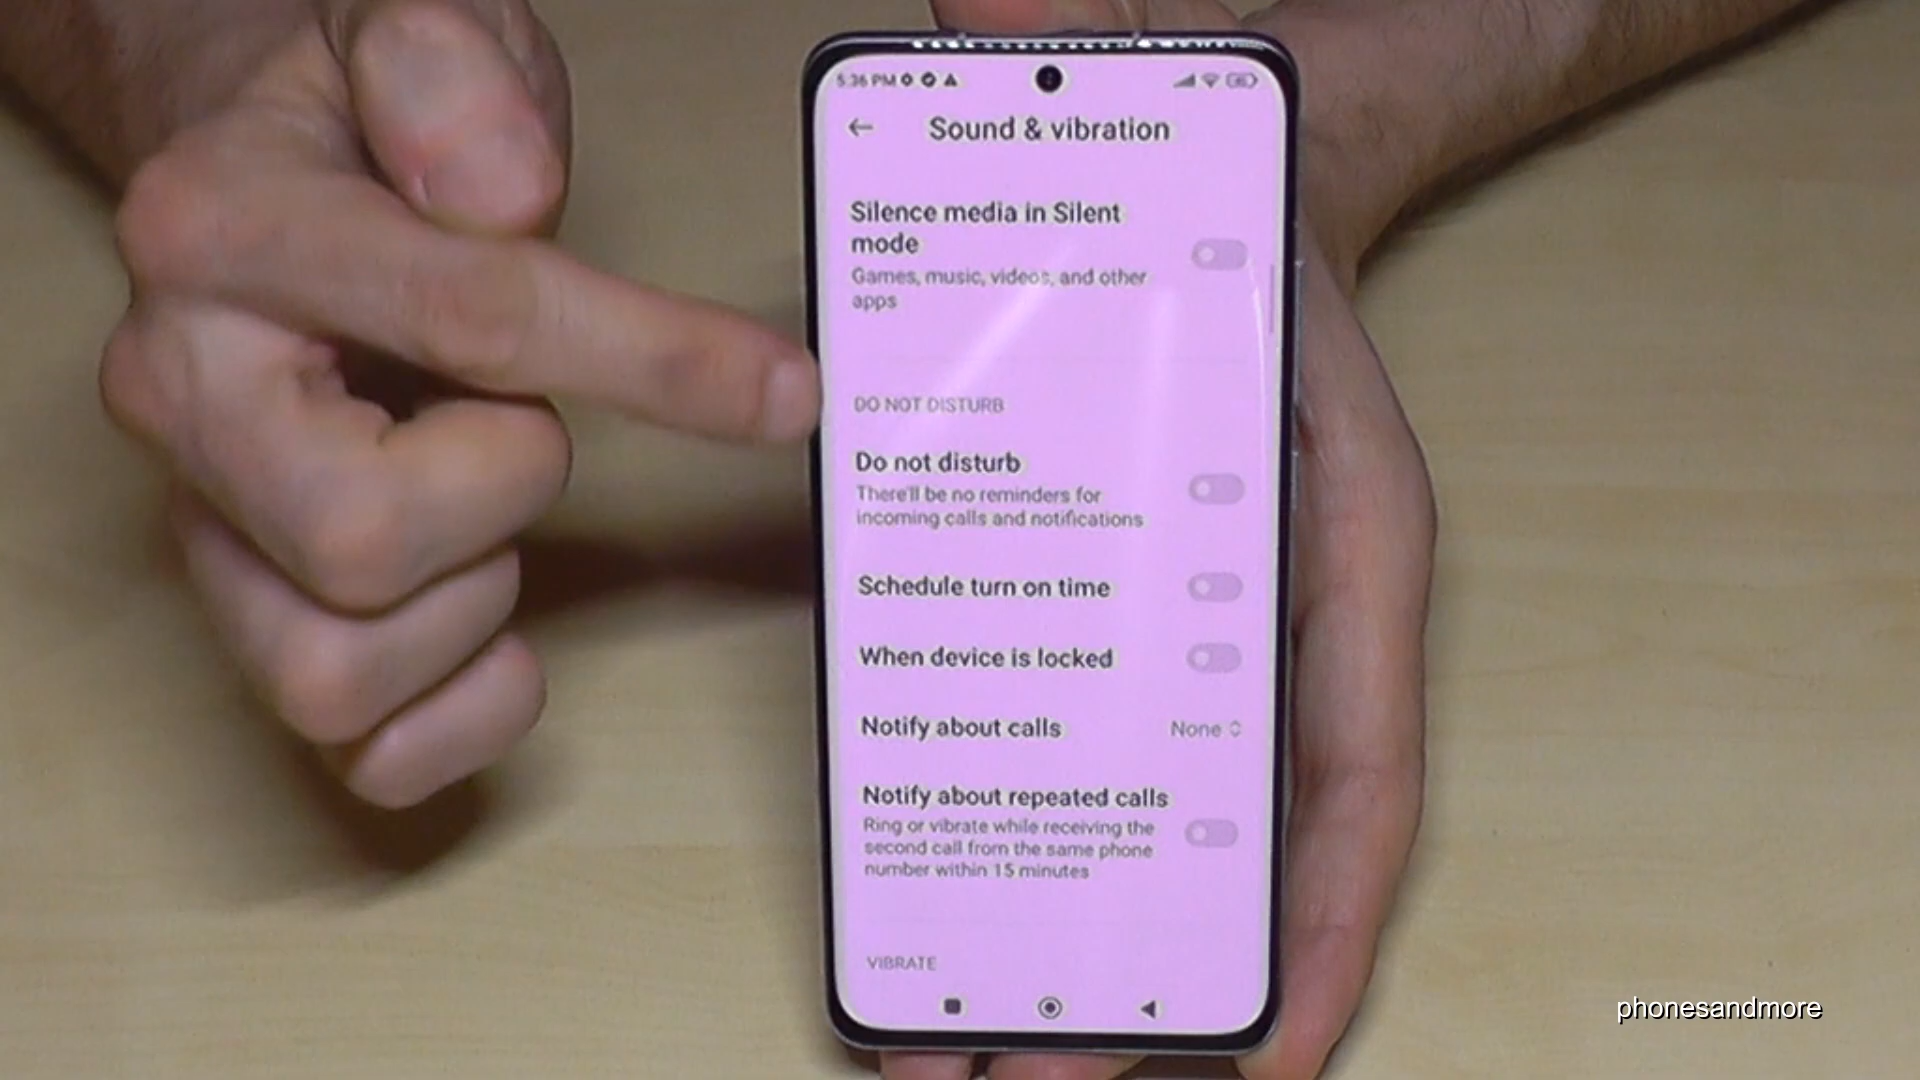 5:36 PM
Sound & vibration
Silence media in Silent
mode
Games, music, videos, and other
apps
DO NOT DISTURB
Do not disturb
There'll be no reminders for
incoming calls and notifications
Schedule turn on time
When device is locked
Notify about calls
None
Notify about repeated calls
Ring or vibrate while receiving the
second call from the same phone
number within 15 minutes
VIBRATE
phonesandmore